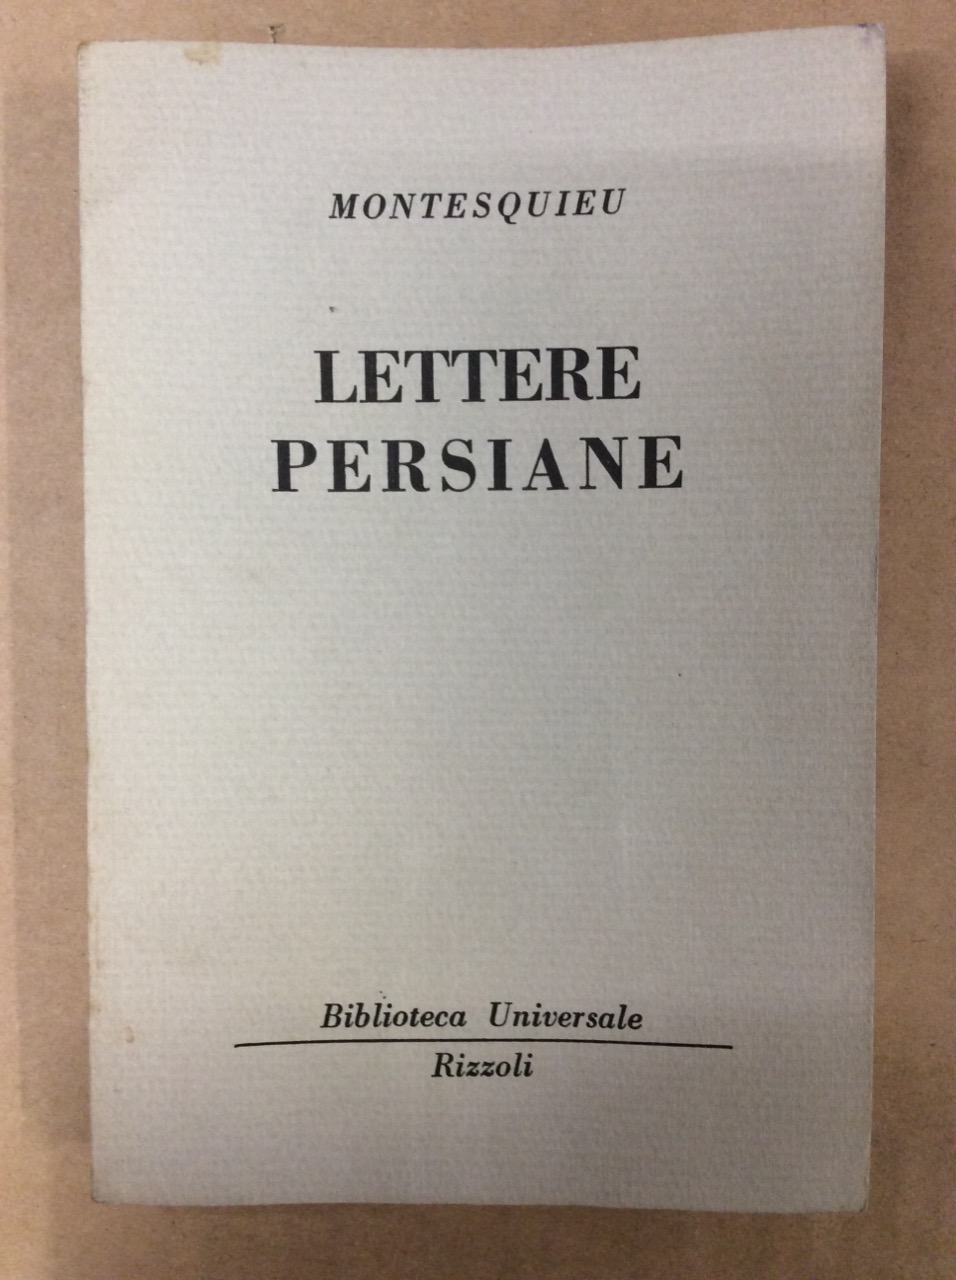 MONTESQUIEU
LETTERE
PERSIANE
Biblioteca Universale
Rizzoli